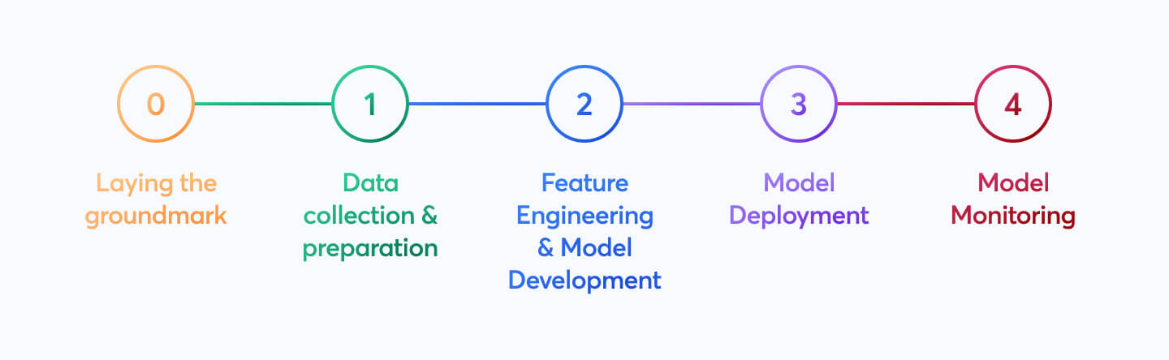 0
Laying the
groundmark
1
Data
collection &
preparation
2
Feature
Engineering
& Model
Development
3
Model
Deployment
4
Model
Monitoring